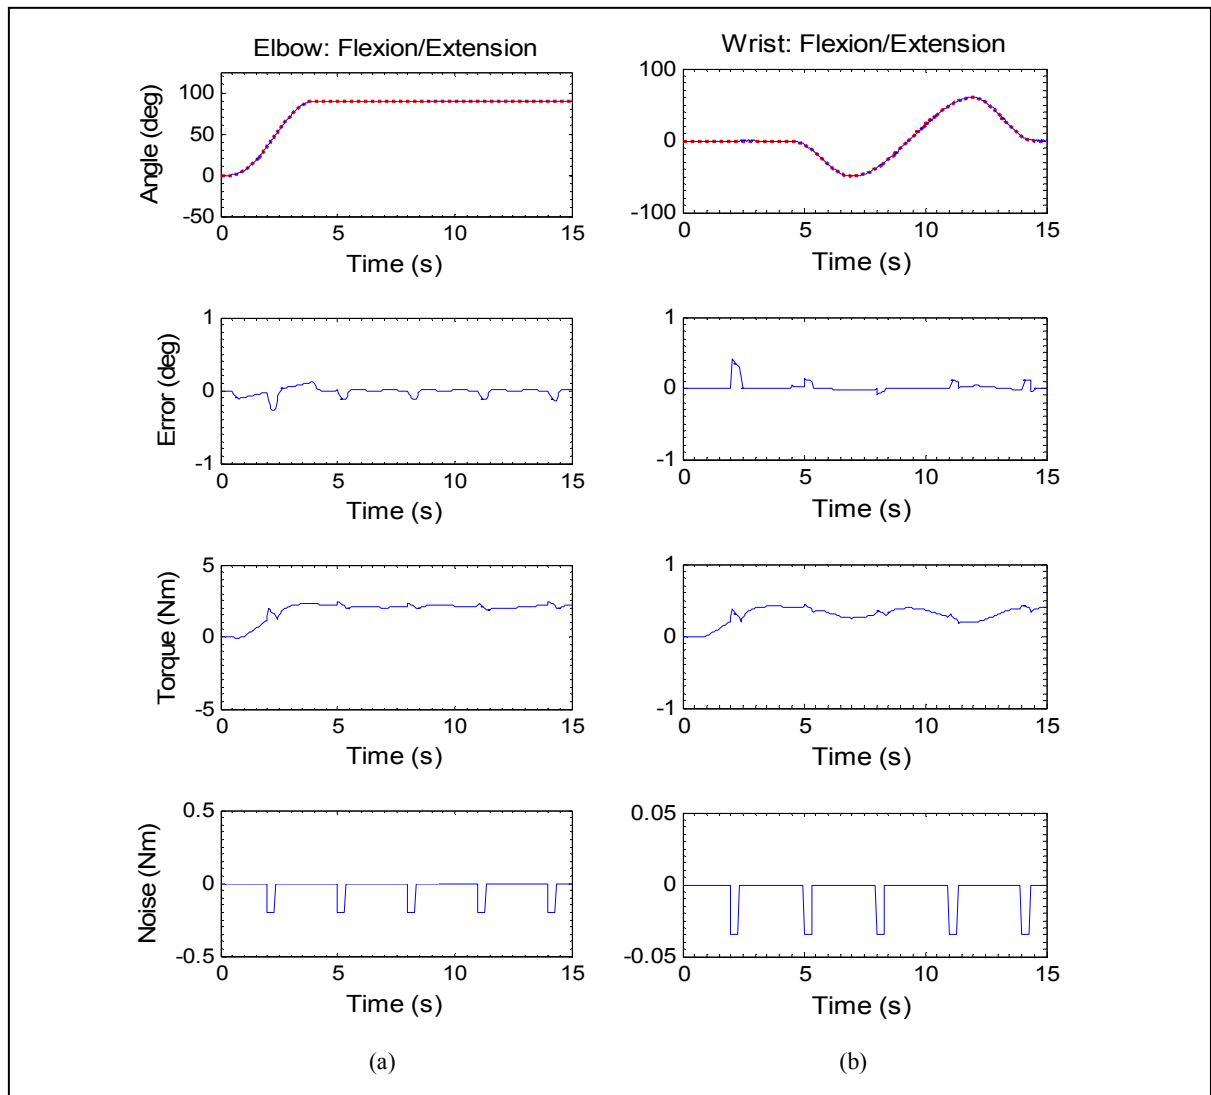 Elbow: Flexion/Extension
Angle (deg)
100
50
0
-50
0 5 10 15
Time (s)
Error (deg)
1
0
-1
0 5 10 15
Time (s)
Torque (Nm)
5
0
-5
0 5 10 15
Time (s)
Noise (Nm)
0.5
0
-0.5
0 5 10 15
Time (s)
(a)
Wrist: Flexion/Extension
100
0
-100
0 5 10 15
Time (s)
1
0
-1
0 5 10 15
Time (s)
1
0
-1
0 5 10 15
Time (s)
0.05
0
-0.05
0 5 10 15
Time (s)
(b)